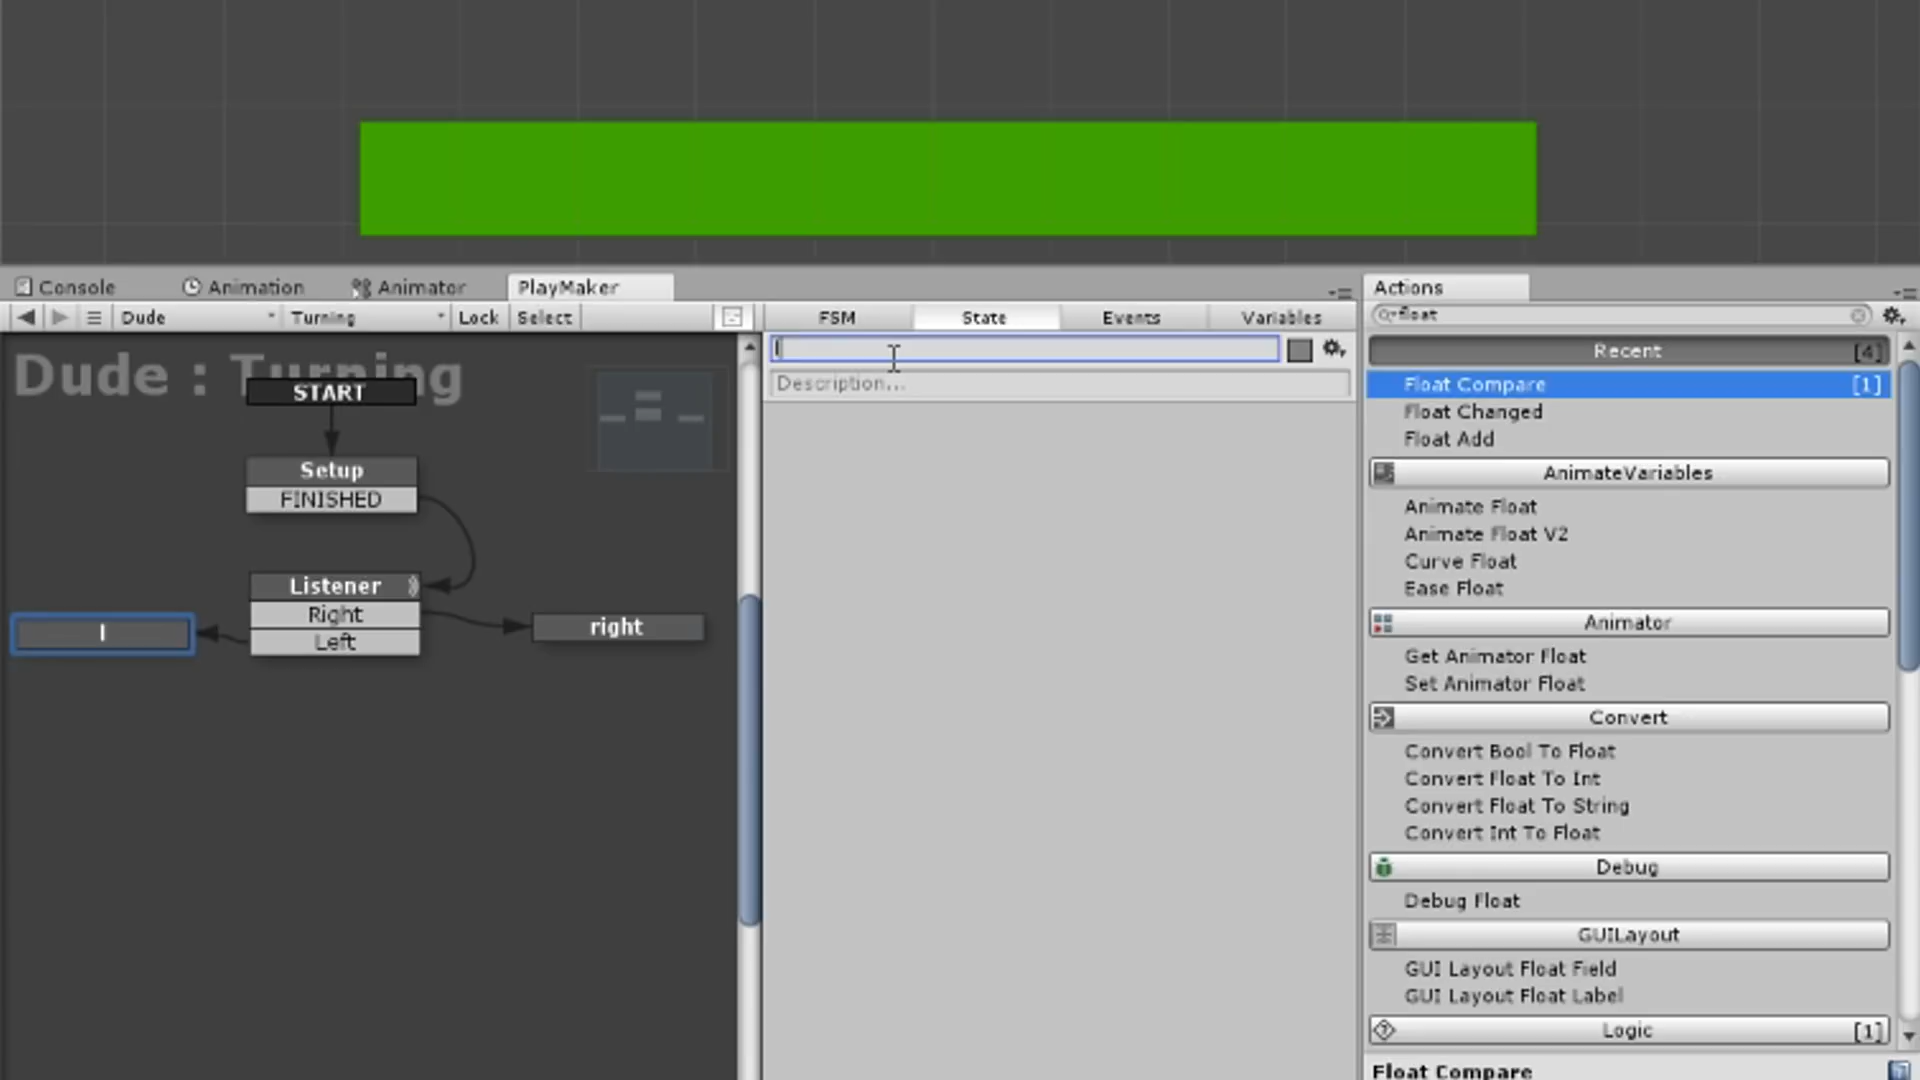 Console
Animation
Animator
PlayMaker
Actions
Dude
Turning
Lock
Select
FSM
State
Events
Variables
float
Dude : Turning
START
Setup
FINISHED
Listener
Right
Left
l
right
l
Description...
Recent [4]
Float Compare [1]
Float Changed
Float Add
AnimateVariables
Animate Float
Animate Float V2
Curve Float
Ease Float
Animator
Get Animator Float
Set Animator Float
Convert
Convert Bool To Float
Convert Float To Int
Convert Float To String
Convert Int To Float
Debug
Debug Float
GUILayout
GUI Layout Float Field
GUI Layout Float Label
Logic [1]
Float Compare